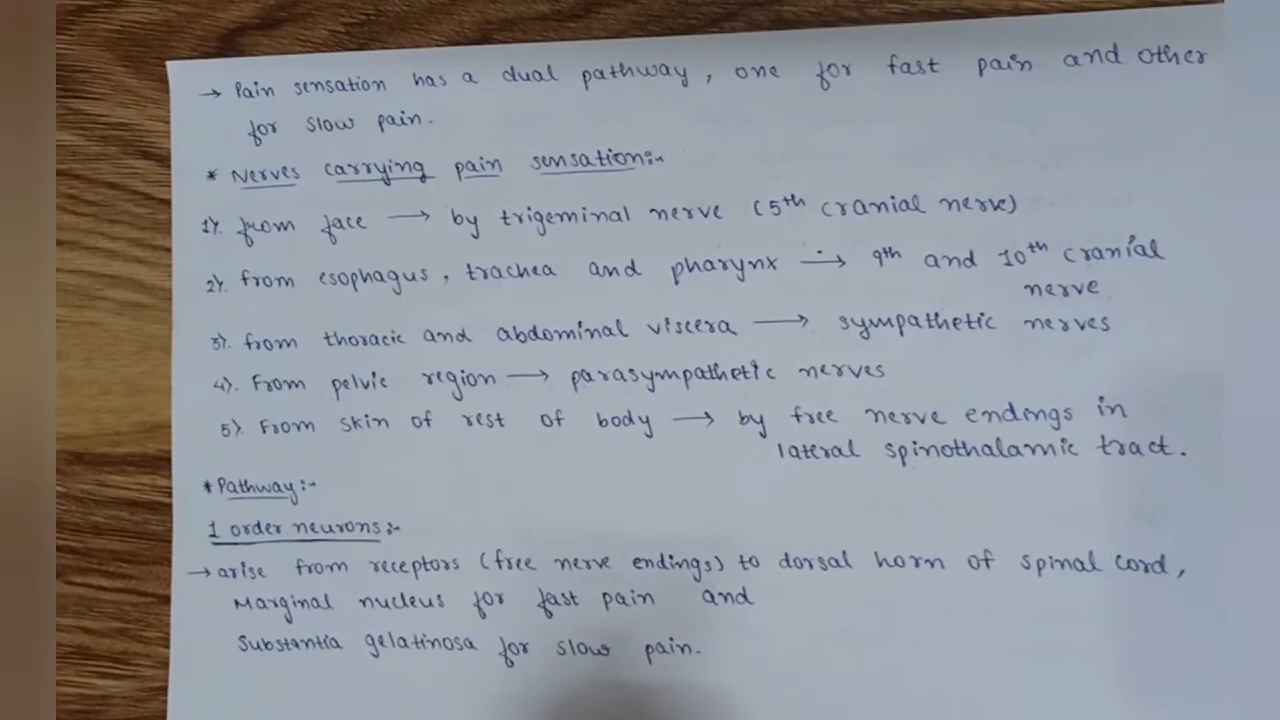 → Pain sensation has a dual pathway, one for fast pain and other
for slow pain.
* Nerves carrying pain sensation:-
1). from face → by trigeminal nerve (5th cranial nerve)
2). from esophagus, trachea and pharynx → 9th and 10th cranial
nerve
3). from thoracic and abdominal viscera → sympathetic nerves
4). From pelvic region → parasympathetic nerves
5). From skin of rest of body → by free nerve endings in
lateral spinothalamic tract.
* Pathway:-
1 order neurons:-
→ arise from receptors (free nerve endings) to dorsal horn of spinal cord,
Marginal nucleus for fast pain and
Substantia gelatinosa for slow pain.